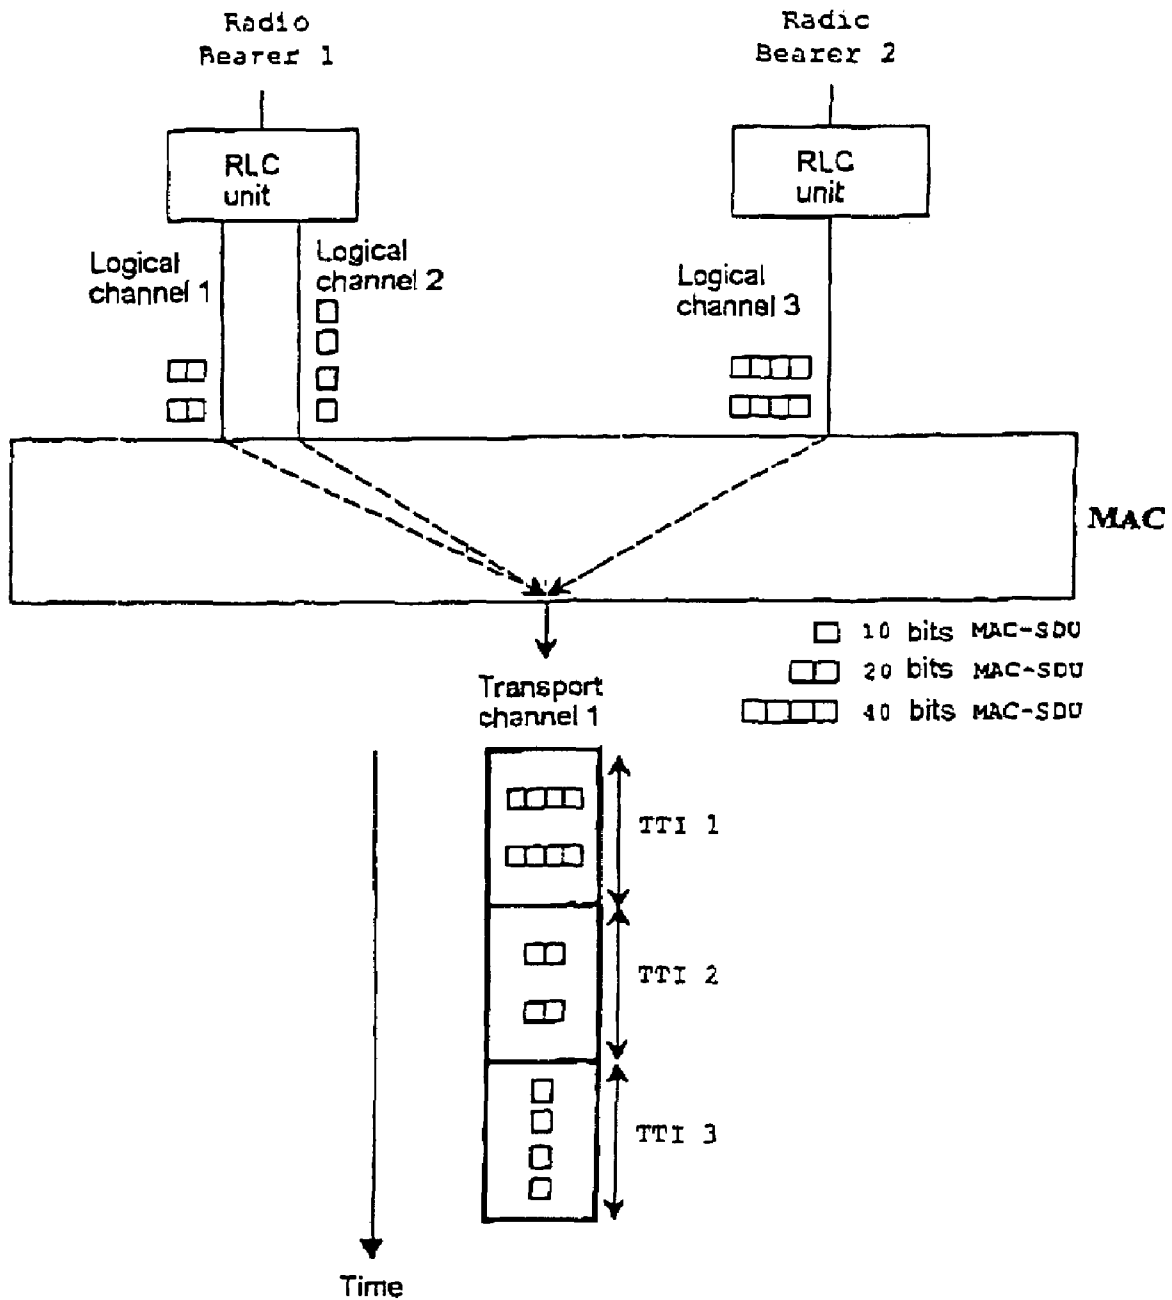 Radio
Bearer 1
Radic
Bearer 2
RLC
unit
RLC
unit
Logical
channel 1
Logical
channel 2
Logical
channel 3
MAC
10 bits MAC-SDU
20 bits MAC-SDU
40 bits MAC-SDU
Transport
channel 1
TTI 1
TTI 2
TTI 3
Time